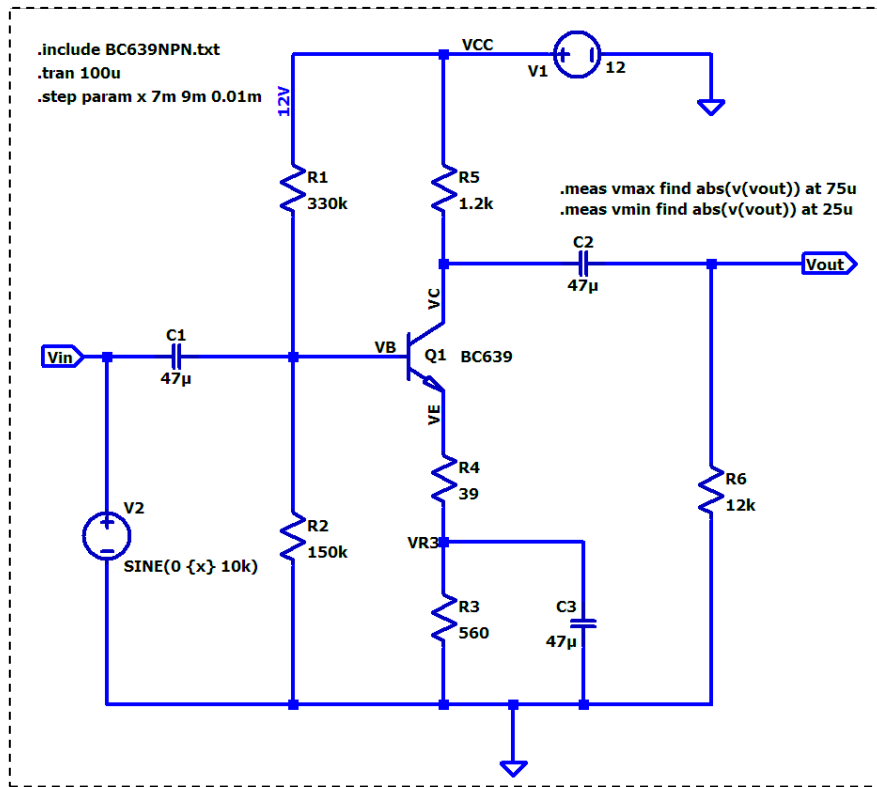 .include BC639NPN.txt
.tran 100u
.step param x 7m 9m 0.01m
VCC
V1
12
12V
R1
330k
R5
1.2k
.meas vmax find abs(v(vout)) at 75u
.meas vmin find abs(v(vout)) at 25u
C2
47µ
Vout
VC
C1
47µ
Vin
VB
Q1
BC639
VE
R4
39
R6
12k
V2
SINE(0 {x} 10k)
R2
150k
VR3
R3
560
C3
47µ